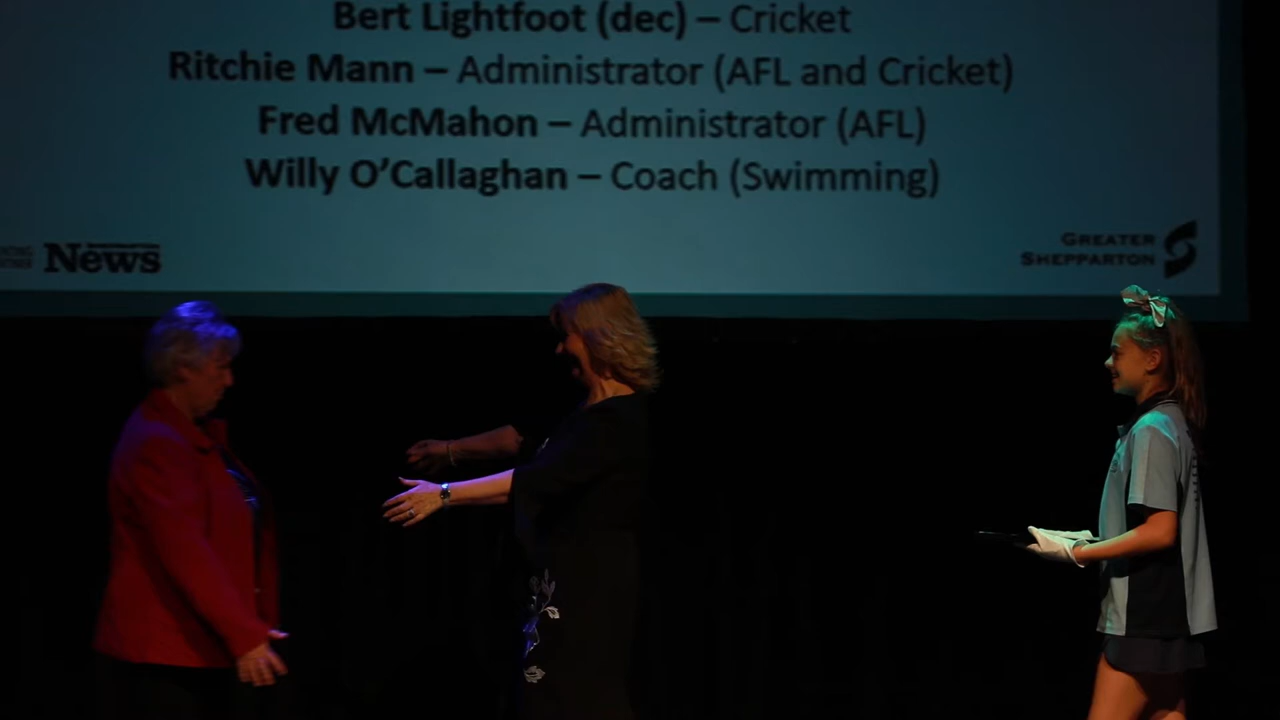 Bert Lightfoot (dec) – Cricket
Ritchie Mann – Administrator (AFL and Cricket)
Fred McMahon – Administrator (AFL)
Willy O'Callaghan – Coach (Swimming)
News
GREATER
SHEPPARTON